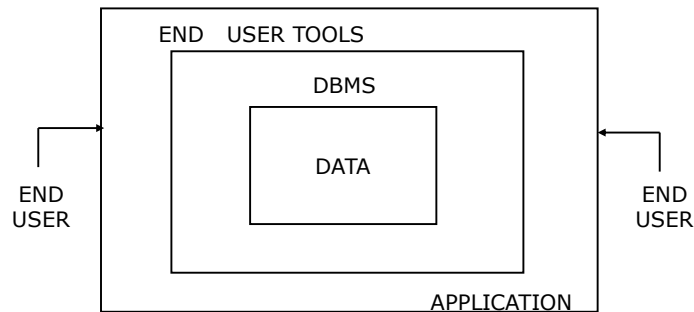 END USER TOOLS
DBMS
DATA
END
USER
END
USER
APPLICATION